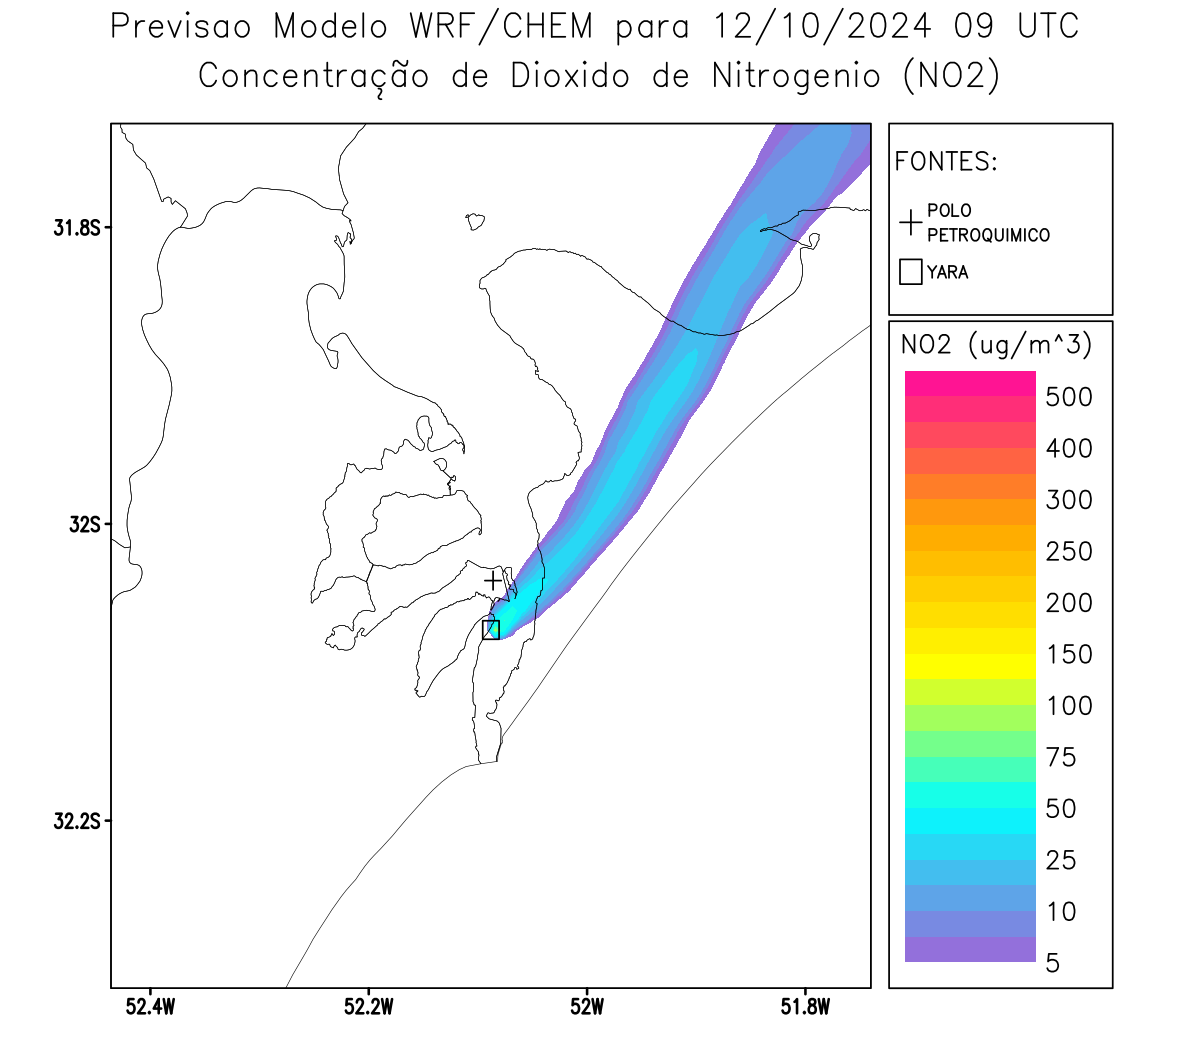 Previsao Modelo WRF/CHEM para 12/10/2024 09 UTC
Concentração de Dioxido de Nitrogenio (NO2)
FONTES:
POLO
PETROQUIMICO
YARA
31.8S
32S
32.2S
52.4W
52.2W
52W
51.8W
NO2 (ug/m^3)
500
400
300
250
200
150
100
75
50
25
10
5